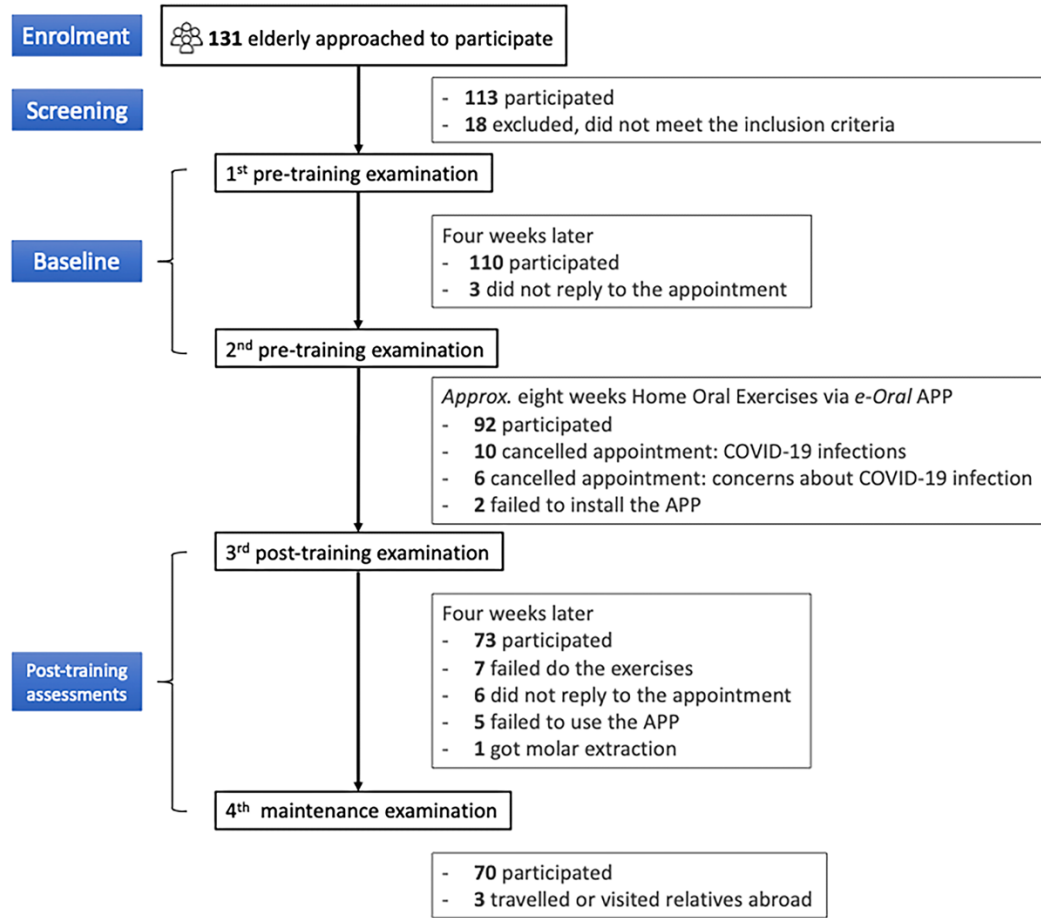 Enrolment
131 elderly approached to participate
Screening
- 113 participated
- 18 excluded, did not meet the inclusion criteria
1st pre-training examination
Baseline
Four weeks later
- 110 participated
- 3 did not reply to the appointment
2nd pre-training examination
Approx. eight weeks Home Oral Exercises via e-Oral APP
- 92 participated
- 10 cancelled appointment: COVID-19 infections
- 6 cancelled appointment: concerns about COVID-19 infection
- 2 failed to install the APP
3rd post-training examination
Post-training
assessments
Four weeks later
- 73 participated
- 7 failed do the exercises
- 6 did not reply to the appointment
- 5 failed to use the APP
- 1 got molar extraction
4th maintenance examination
- 70 participated
- 3 travelled or visited relatives abroad